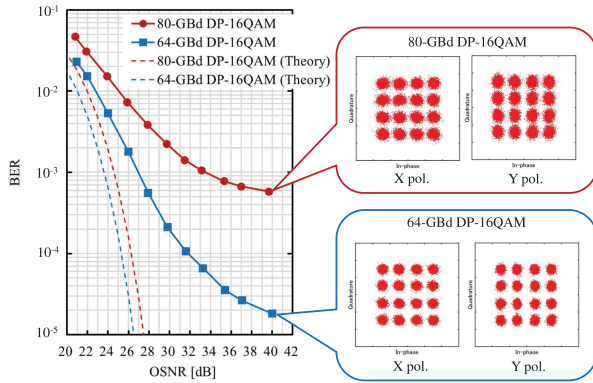 80-GBd DP-16QAM
64-GBd DP-16QAM
80-GBd DP-16QAM (Theory)
64-GBd DP-16QAM (Theory)
BER
10-1
10-2
10-3
10-4
10-5
20 22 24 26 28 30 32 34 36 38 40 42
OSNR [dB]
80-GBd DP-16QAM
Quadrature
Quadrature
In-phase
In-phase
X pol.
Y pol.
64-GBd DP-16QAM
Quadrature
Quadrature
In-phase
In-phase
X pol.
Y pol.